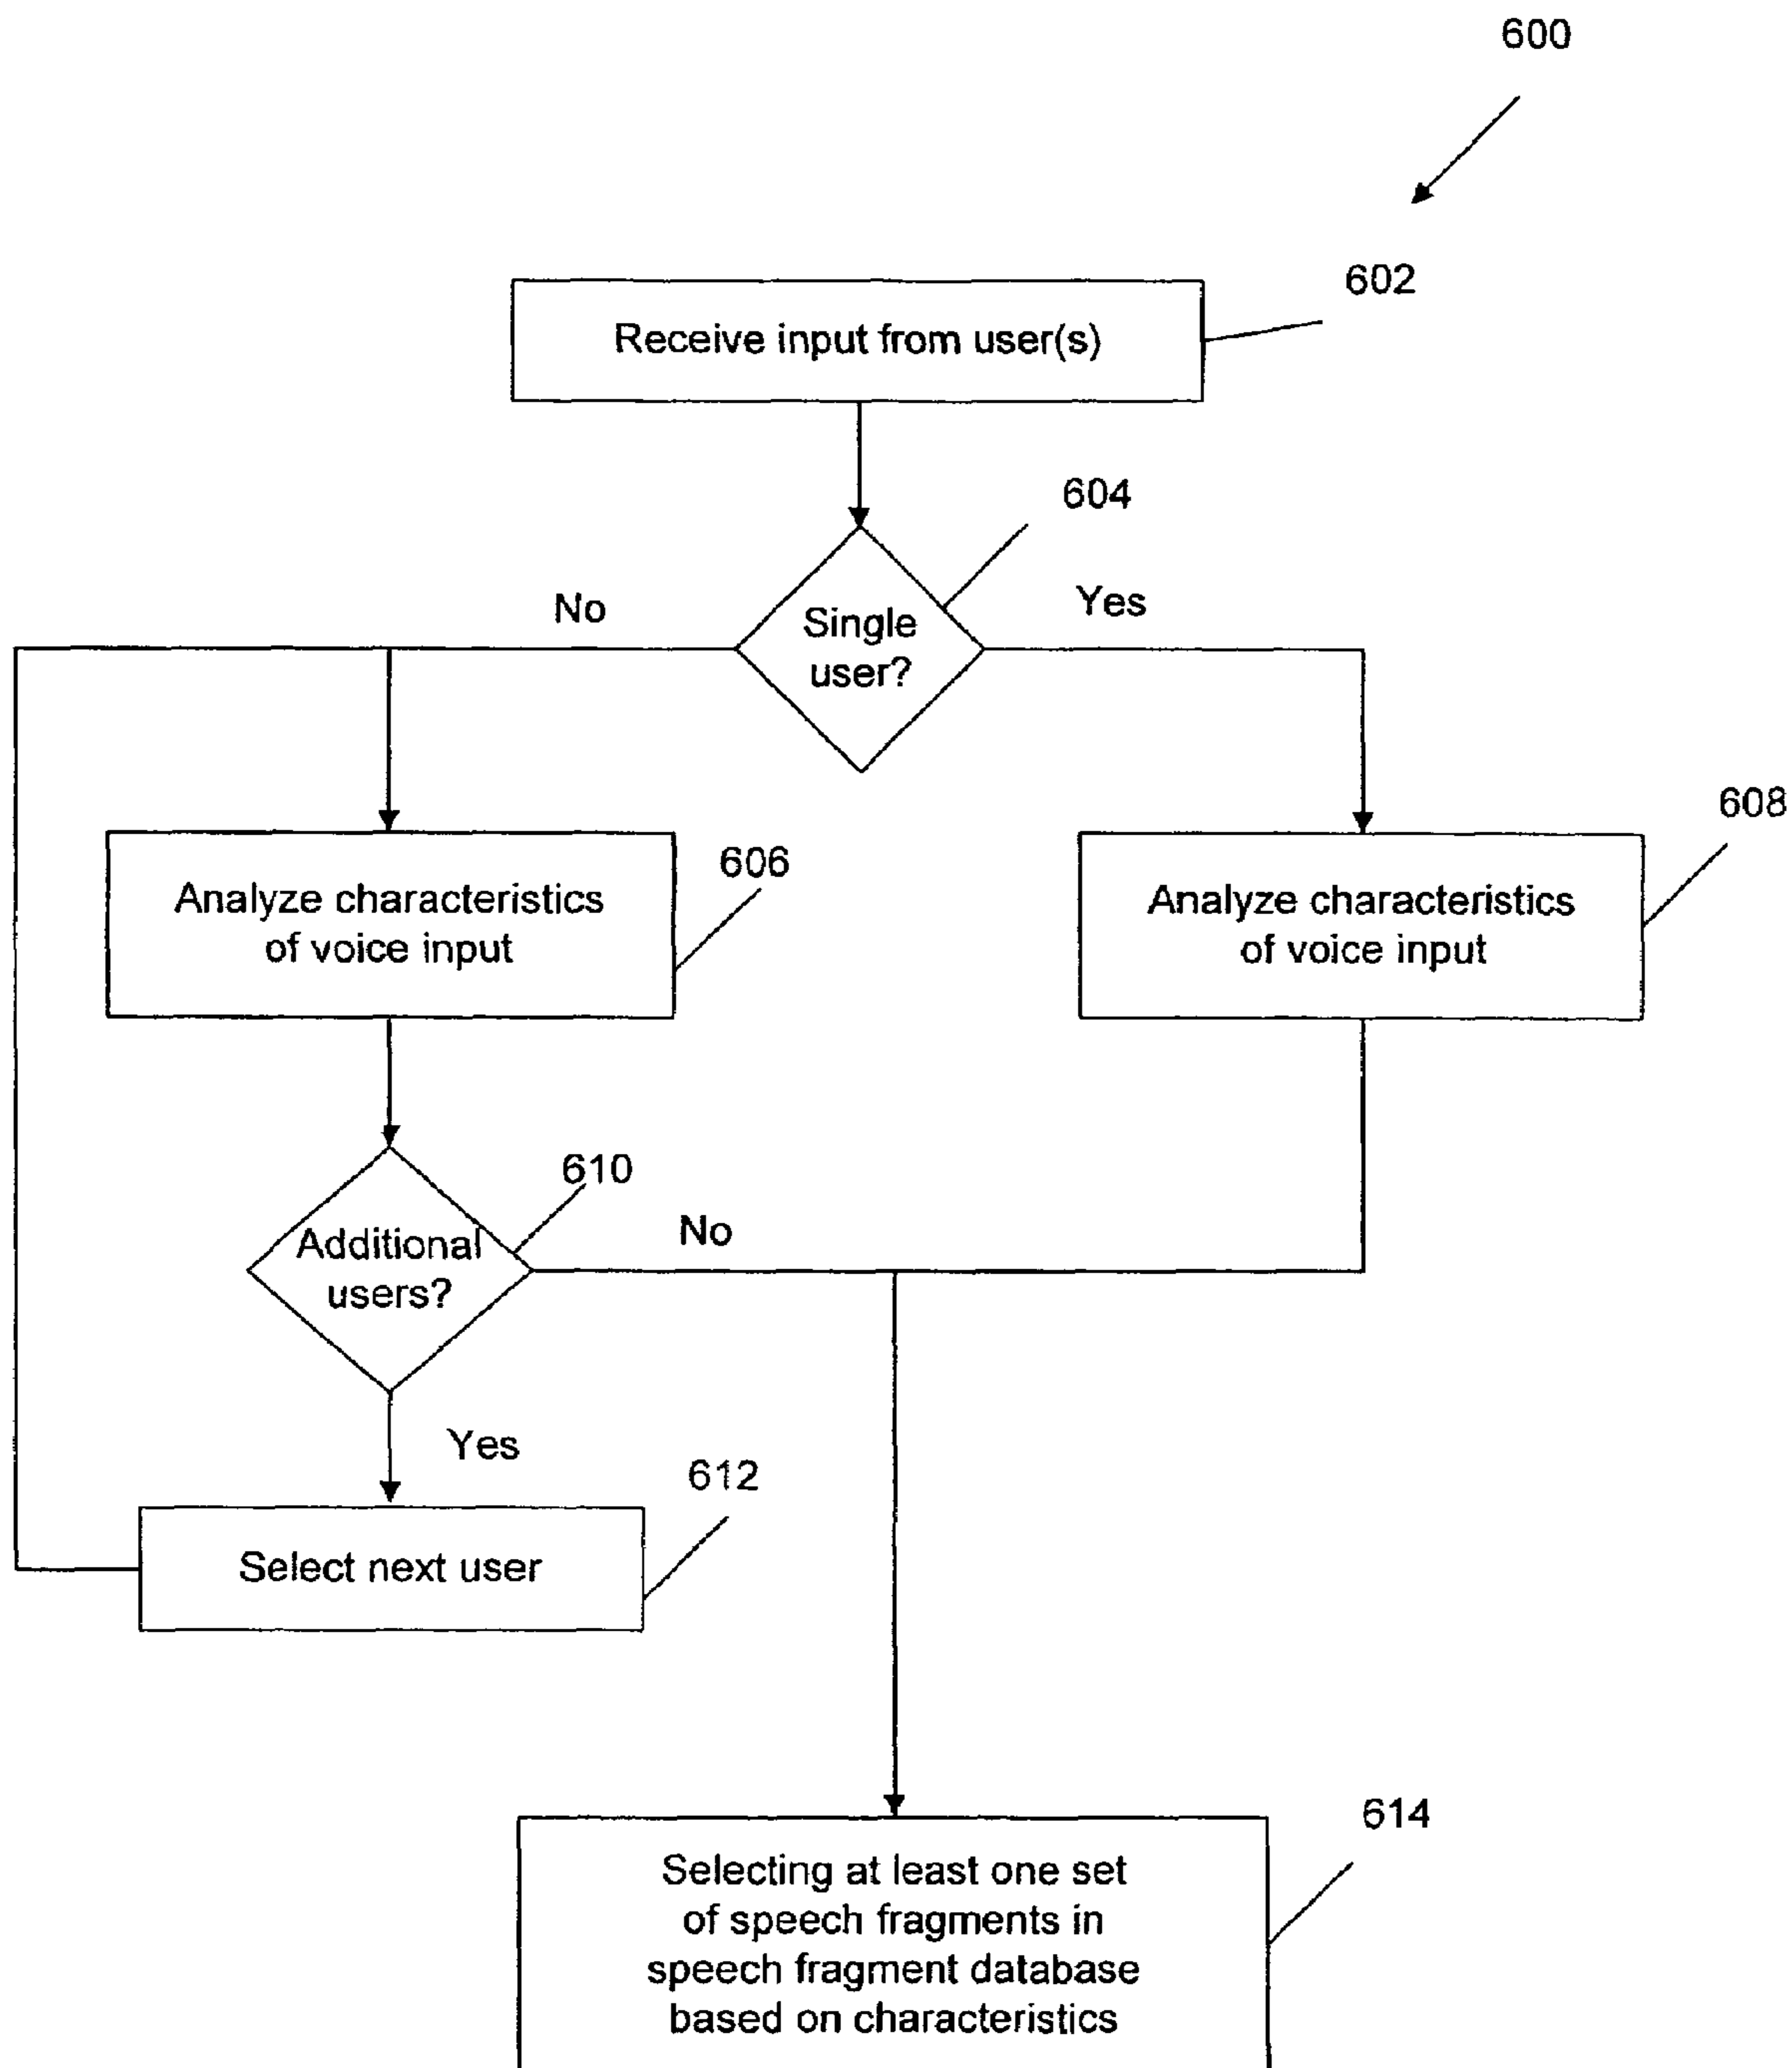 600
602
Receive input from user(s)
604
No
Yes
Single
user?
608
606
Analyze characteristics
of voice input
Analyze characteristics
of voice input
610
No
Additional
users?
Yes
612
Select next user
614
Selecting at least one set
of speech fragments in
speech fragment database
based on characteristics